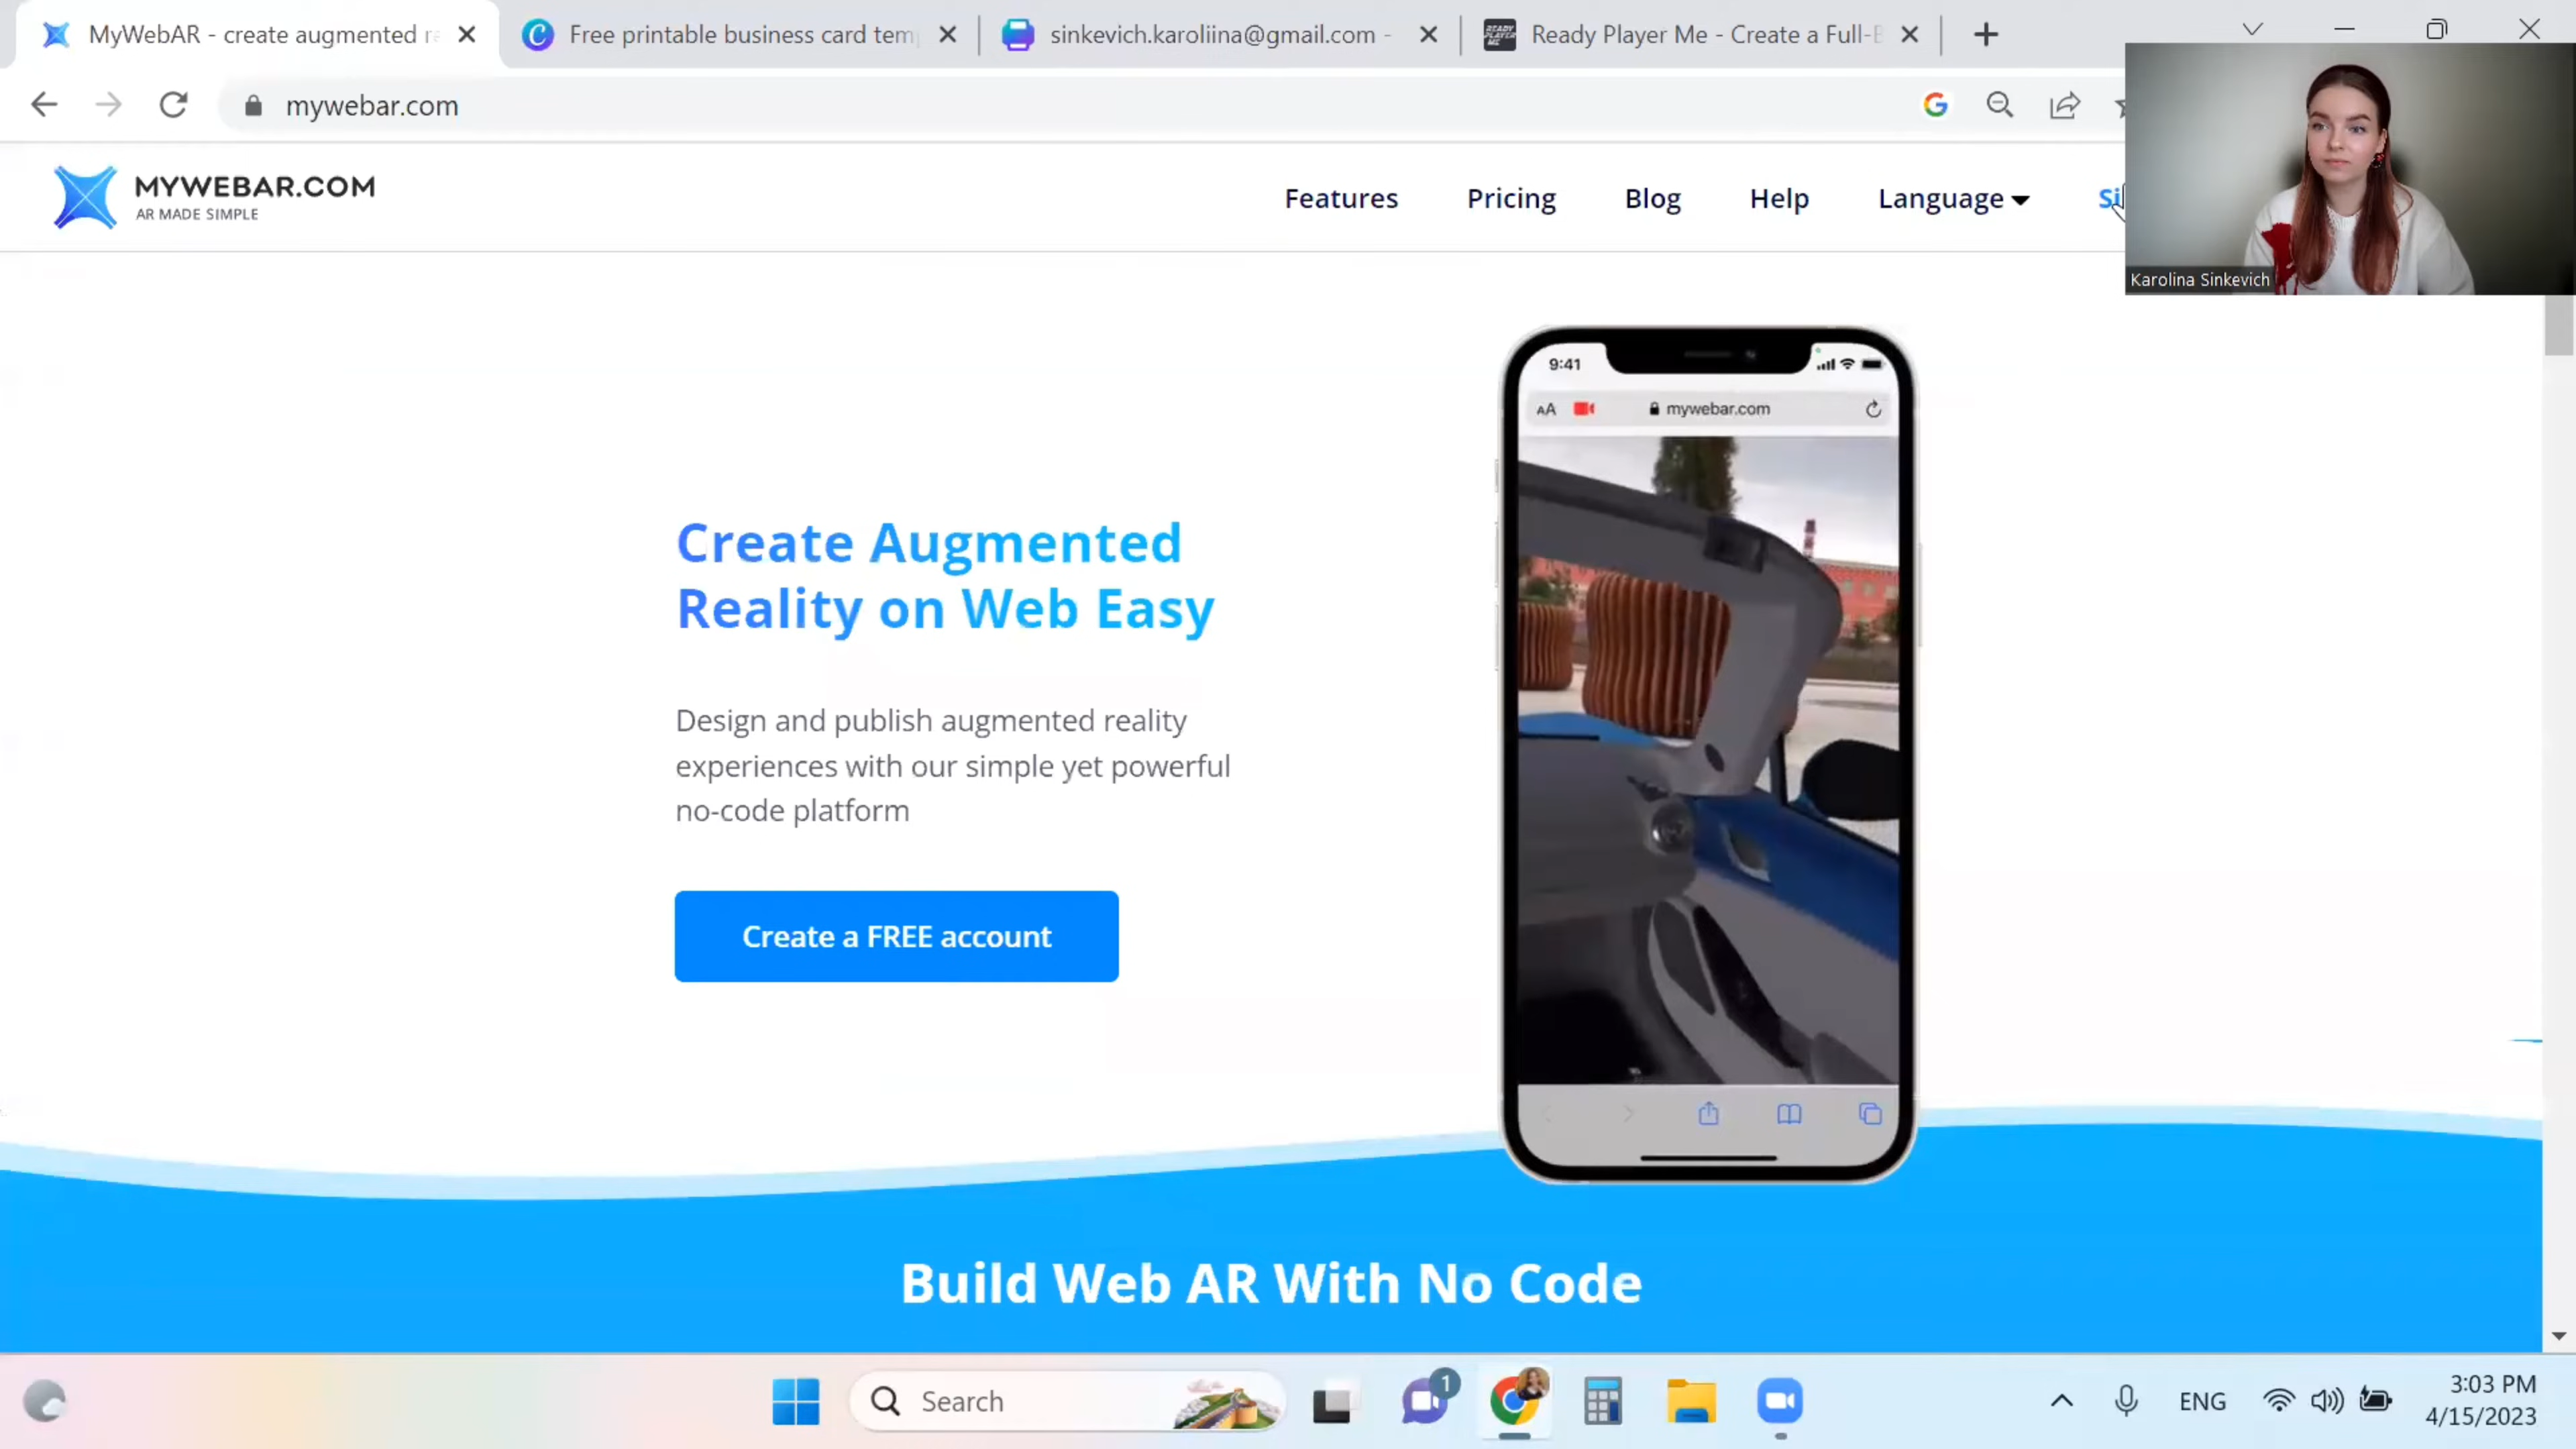 MyWebAR - create augmented r
Free printable business card tem
sinkevich.karoliina@gmail.com -
Ready Player Me - Create a Full-B
mywebar.com
MYWEBAR.COM
AR MADE SIMPLE
Features
Pricing
Blog
Help
Language
Si
Karolina Sinkevich
9:41
AA
mywebar.com
Create Augmented
Reality on Web Easy
Design and publish augmented reality
experiences with our simple yet powerful
no-code platform
Create a FREE account
Build Web AR With No Code
Search
1
ENG
3:03 PM
4/15/2023